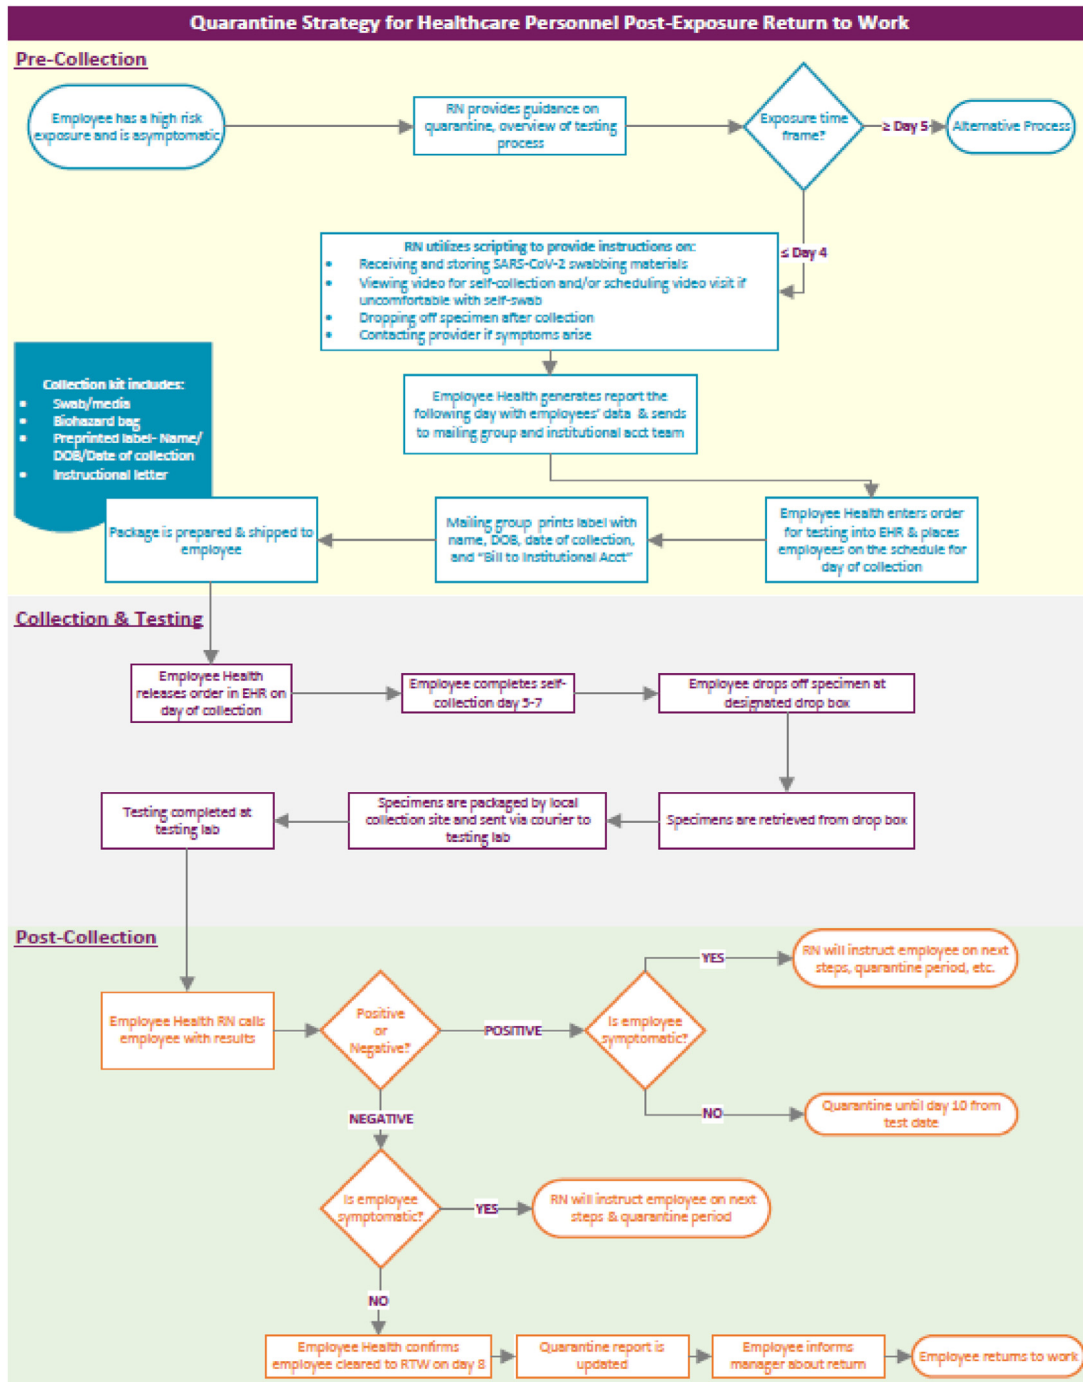 Quarantine Strategy for Healthcare Personnel Post-Exposure Return to Work
Pre-Collection
Employee has a high risk
exposure and is asymptomatic
RN provides guidance on
quarantine, overview of testing
process
Exposure time
frame?
≥ Day 5
Alternative Process
≤ Day 4
RN utilizes scripting to provide instructions on:
• Receiving and storing SARS-CoV-2 swabbing materials
• Viewing video for self-collection and/or scheduling video visit if
uncomfortable with self-swab
• Dropping off specimen after collection
• Contacting provider if symptoms arise
Collection kit includes:
• Swab/media
• Biohazard bag
• Preprinted label- Name/
DOB/Date of collection
• Instructional letter
Employee Health generates report the
following day with employees' data & sends
to mailing group and institutional acct team
Employee Health enters order
for testing into EHR & places
employees on the schedule for
day of collection
Mailing group prints label with
name, DOB, date of collection,
and "Bill to Institutional Acct"
Package is prepared & shipped to
employee
Collection & Testing
Employee Health
releases order in EHR on
day of collection
Employee completes self-
collection day 5-7
Employee drops off specimen at
designated drop box
Specimens are retrieved from drop box
Specimens are packaged by local
collection site and sent via courier to
testing lab
Testing completed at
testing lab
Post-Collection
Employee Health RN calls
employee with results
Positive
or
Negative?
POSITIVE
Is employee
symptomatic?
YES
RN will instruct employee on next
steps, quarantine period, etc.
NO
Quarantine until day 10 from
test date
NEGATIVE
Is employee
symptomatic?
YES
RN will instruct employee on next
steps & quarantine period
NO
Employee Health confirms
employee cleared to RTW on day 8
Quarantine report is
updated
Employee informs
manager about return
Employee returns to work